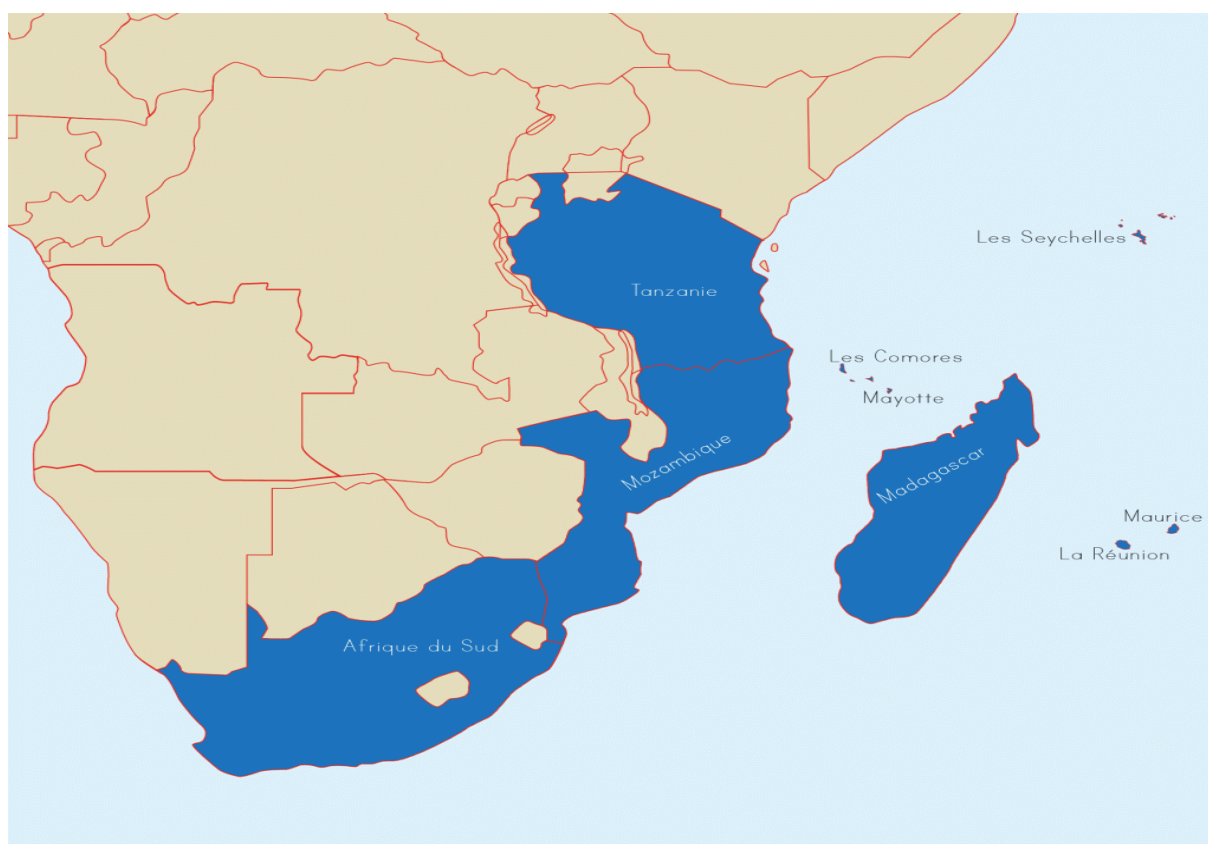 Les Seychelles
Tanzanie
Les Comores
Mayotte
Mozambique
Madagascar
Maurice
La Réunion
Afrique du Sud